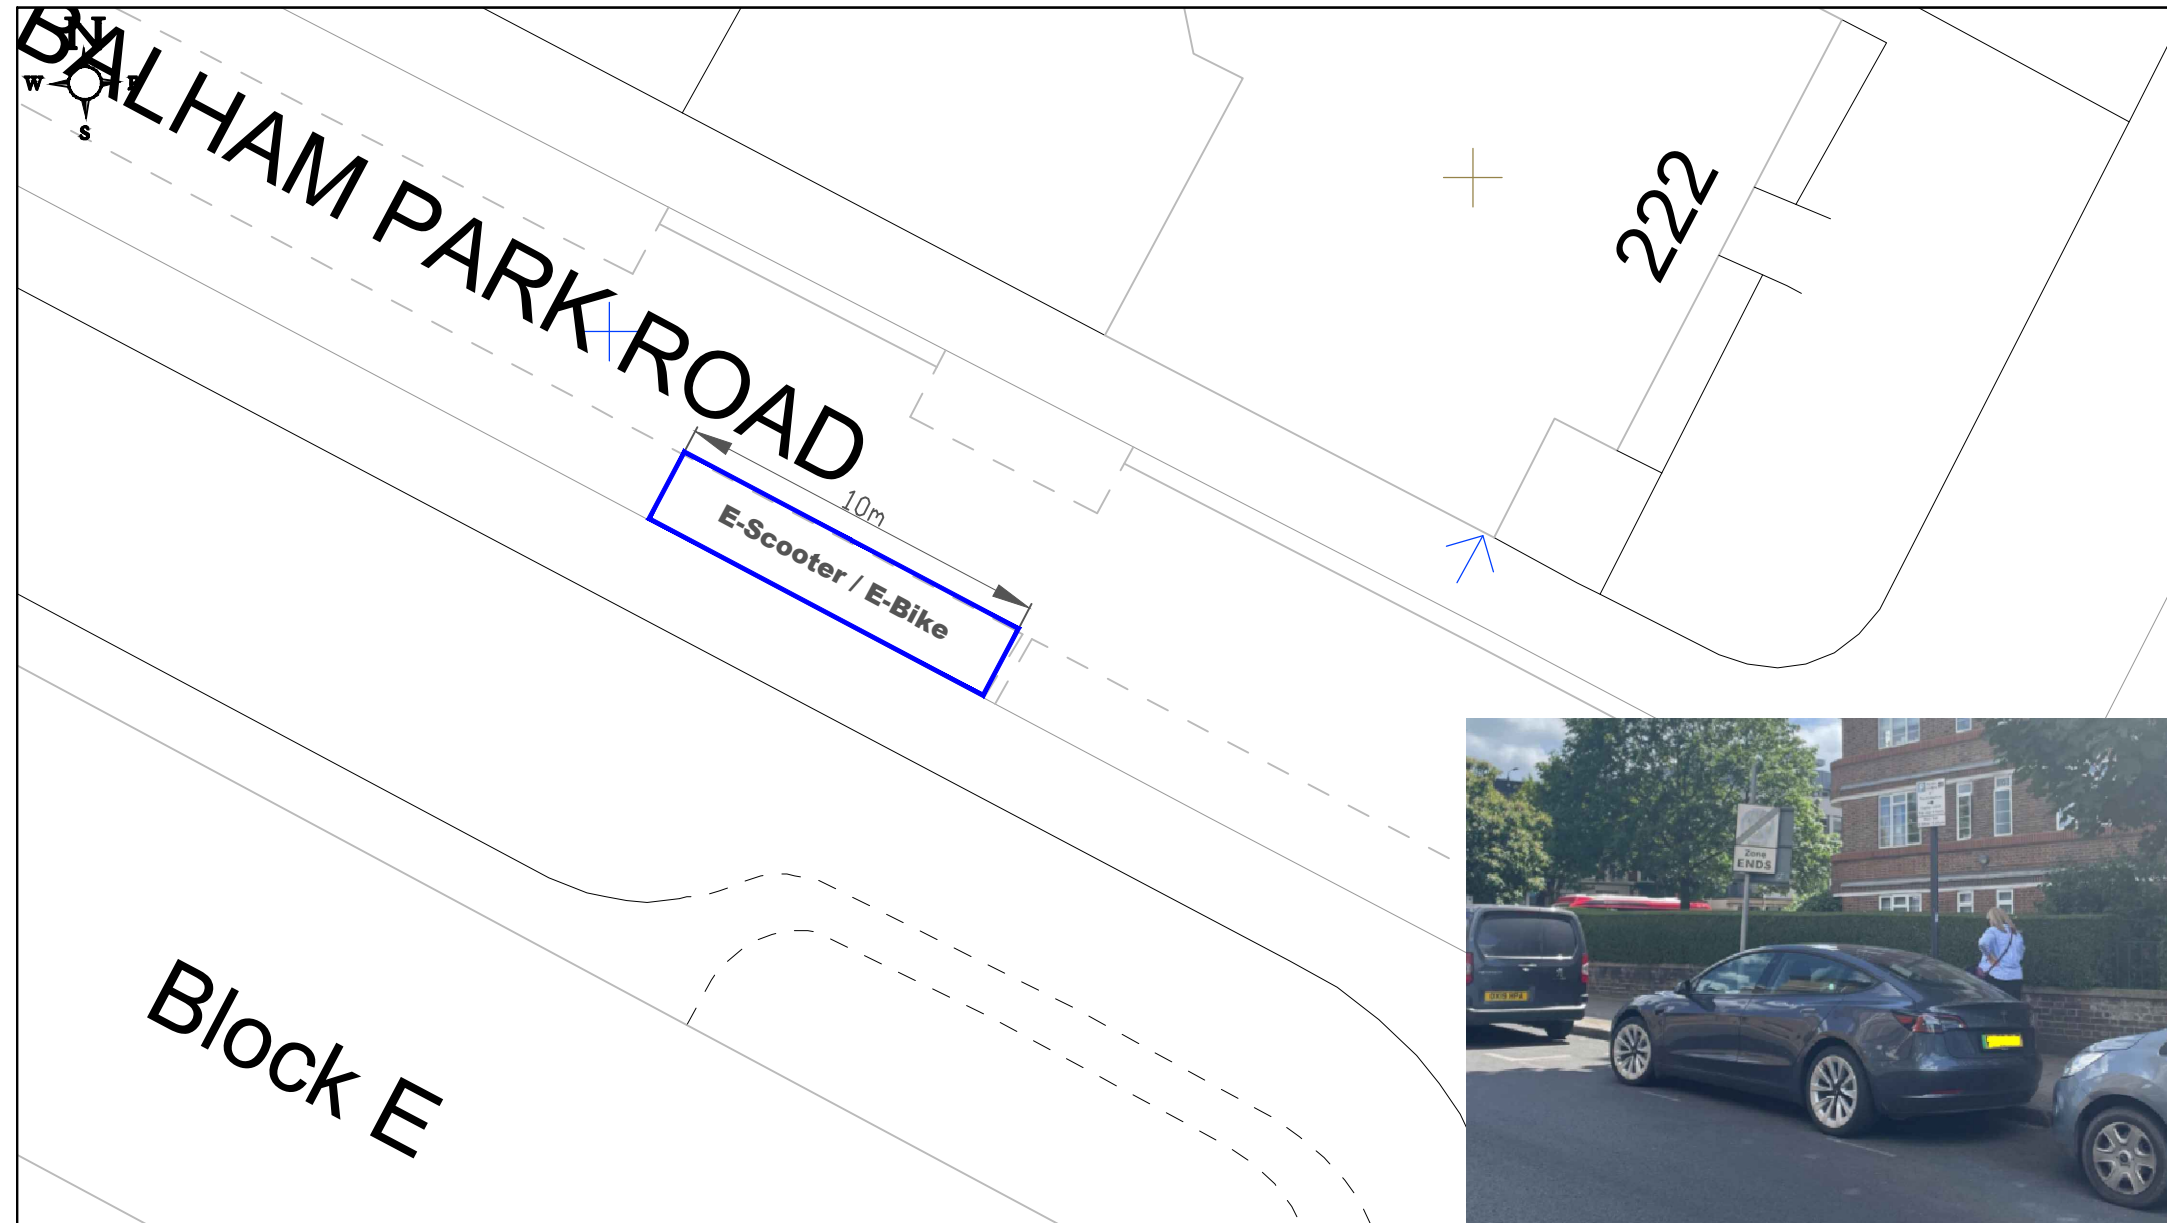 N
W
S
BALHAM PARK ROAD
222
10m
E-Scooter / E-Bike
Block E
Zone
ENDS